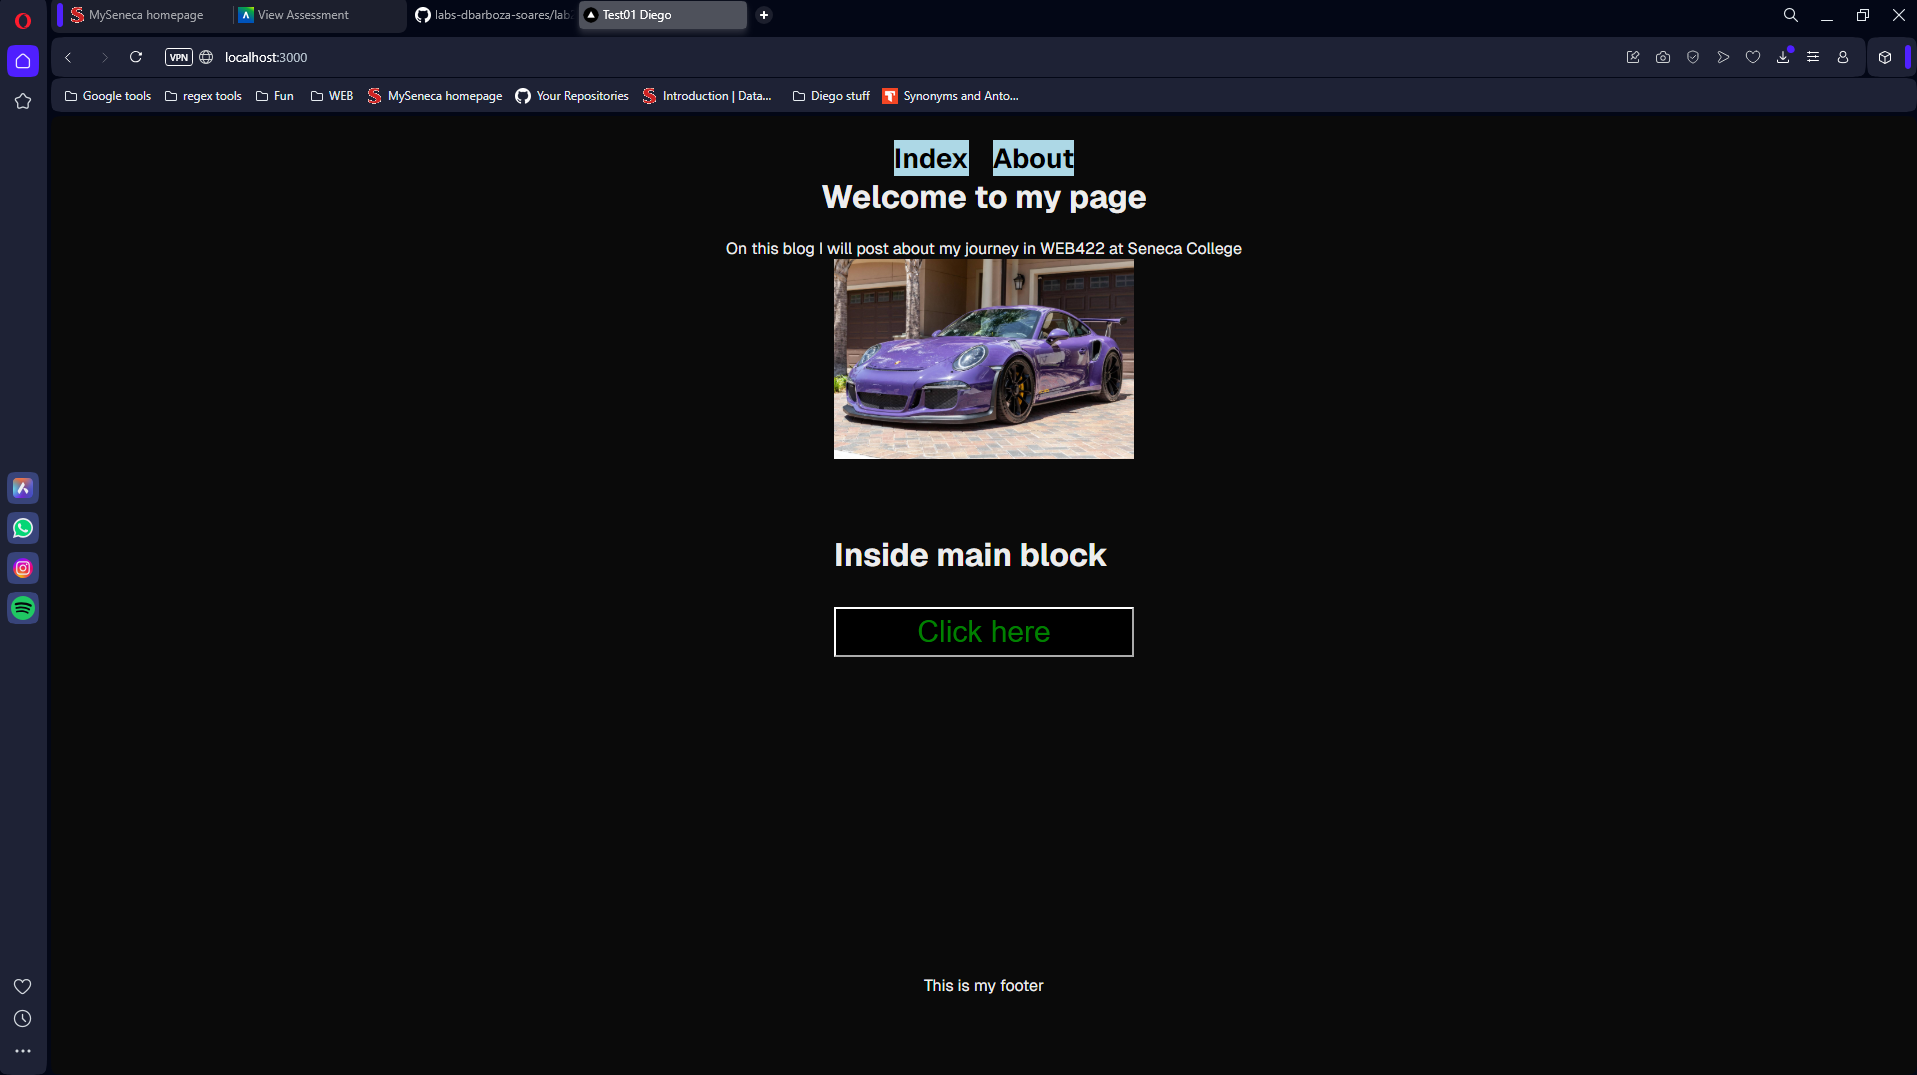 MySeneca homepage
View Assessment
labs-dbarboza-soares/lab2
Test01 Diego
VPN
localhost:3000
Google tools
regex tools
Fun
WEB
MySeneca homepage
Your Repositories
Introduction | Data...
Diego stuff
Synonyms and Anto...
Index About
Welcome to my page
On this blog I will post about my journey in WEB422 at Seneca College
Inside main block
Click here
This is my footer